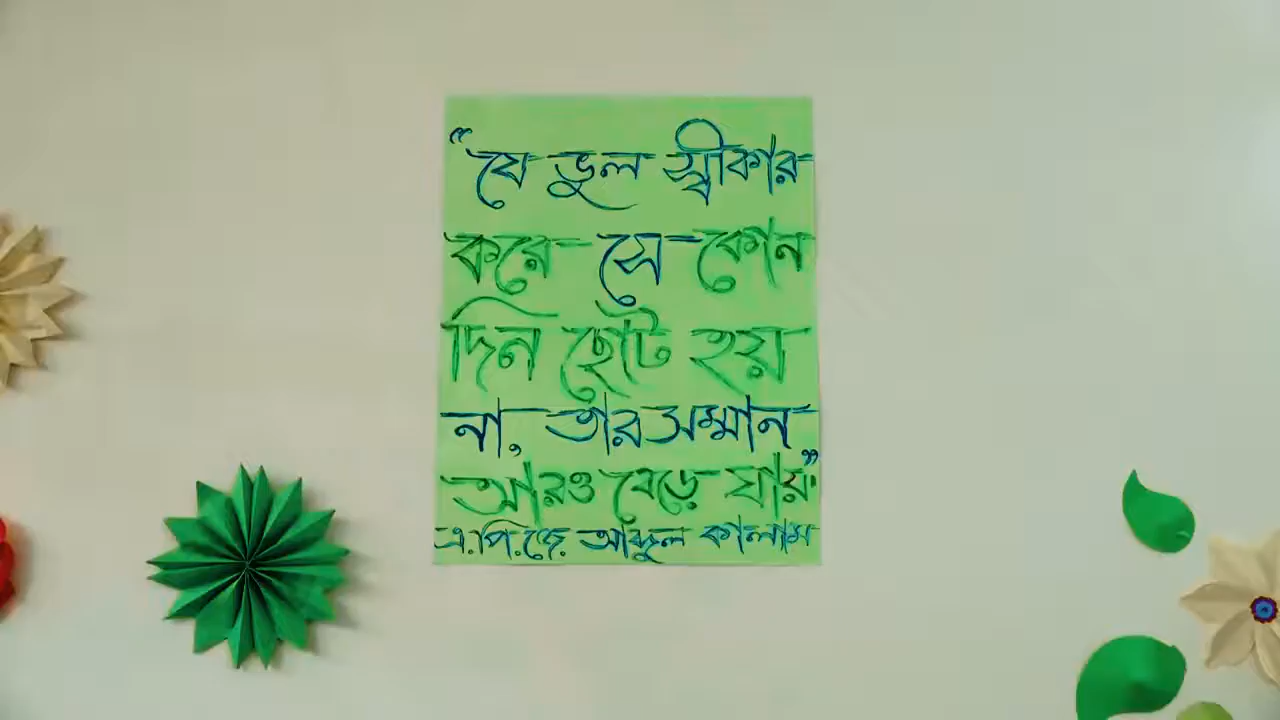 “যে ভুল স্বীকার
করে সে কোন
দিন ছোট হয়
না, তার সম্মান
আরও বেড়ে যায়”
এ.পি.জে. আব্দুল কালাম